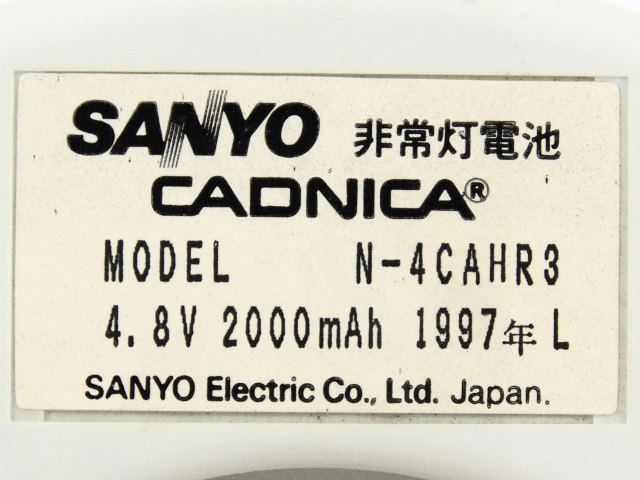 SANYO 非常灯電池
CADNICA®
MODEL N-4CAHR3
4.8V 2000mAh 1997年 L
SANYO Electric Co., Ltd. Japan.